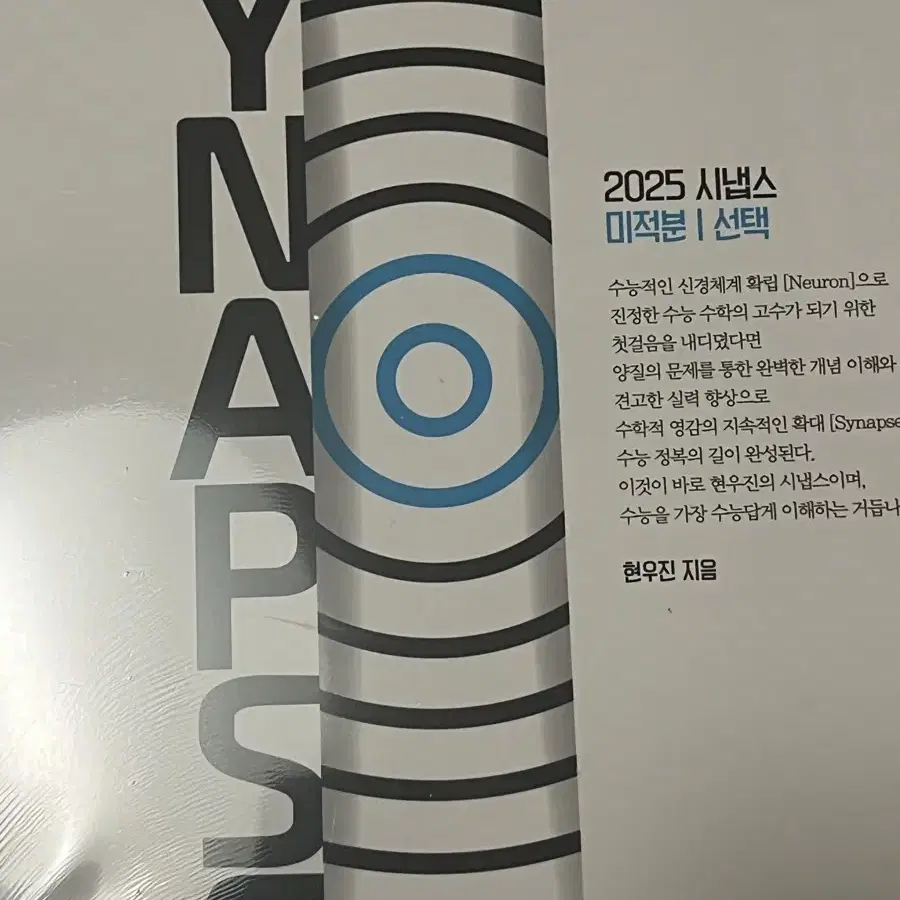 YNAPS
2025 시냅스
미적분 | 선택
수능적인 신경체계 확립 [Neuron]으로
진정한 수능 수학의 고수가 되기 위한
첫걸음을 내디뎠다면
양질의 문제를 통한 완벽한 개념 이해와
견고한 실력 향상으로
수학적 영감의 지속적인 확대 [Synapse
수능 정복의 길이 완성된다.
이것이 바로 현우진의 시냅스이며,
수능을 가장 수능답게 이해하는 거듭나
현우진 지음